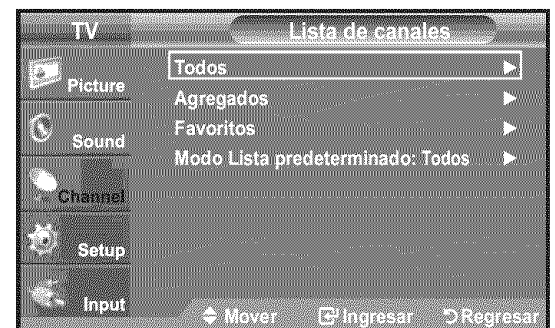 TV
Lista de canales
Picture
Sound
Channel
Setup
Input
Todos
Agregados
Favoritos
Modo Lista predeterminado: Todos
Mover Ingresar Regresar